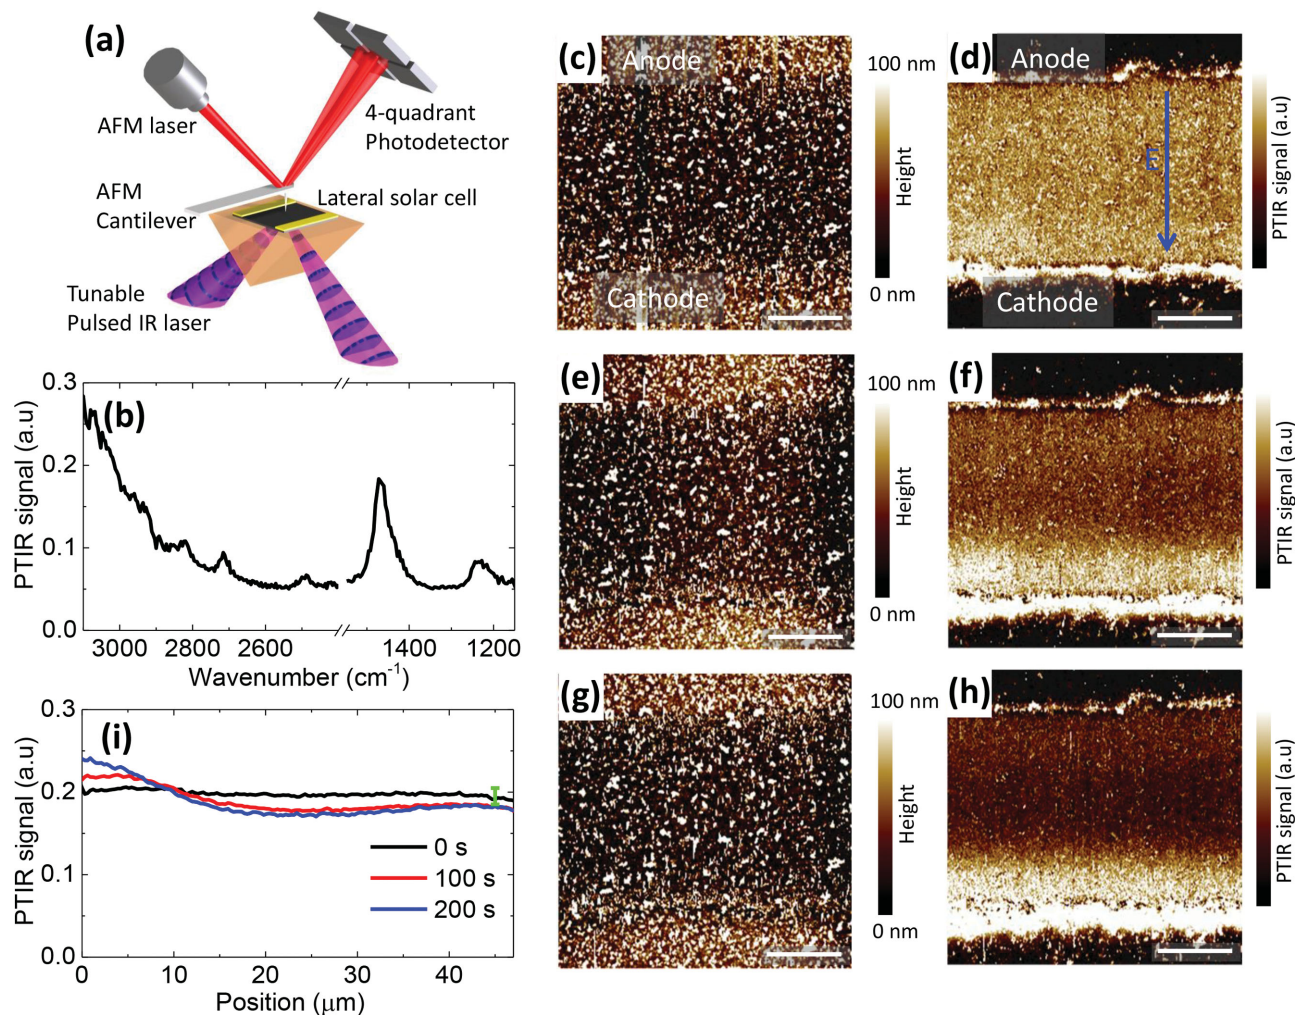 (a)
AFM laser
4-quadrant
Photodetector
AFM
Cantilever
Lateral solar cell
Tunable
Pulsed IR laser
(b)
PTIR signal (a.u)
0.3
0.2
0.1
0.0
3000 2800 2600 1400 1200
Wavenumber (cm-1)
(i)
PTIR signal (a.u)
0.3
0.2
0.1
0.0
0 s
100 s
200 s
0 10 20 30 40
Position (μm)
(c)
Anode
Cathode
100 nm
Height
0 nm
(d)
Anode
E
Cathode
PTIR signal (a.u)
(e)
100 nm
Height
0 nm
(f)
PTIR signal (a.u)
(g)
100 nm
Height
0 nm
(h)
PTIR signal (a.u)